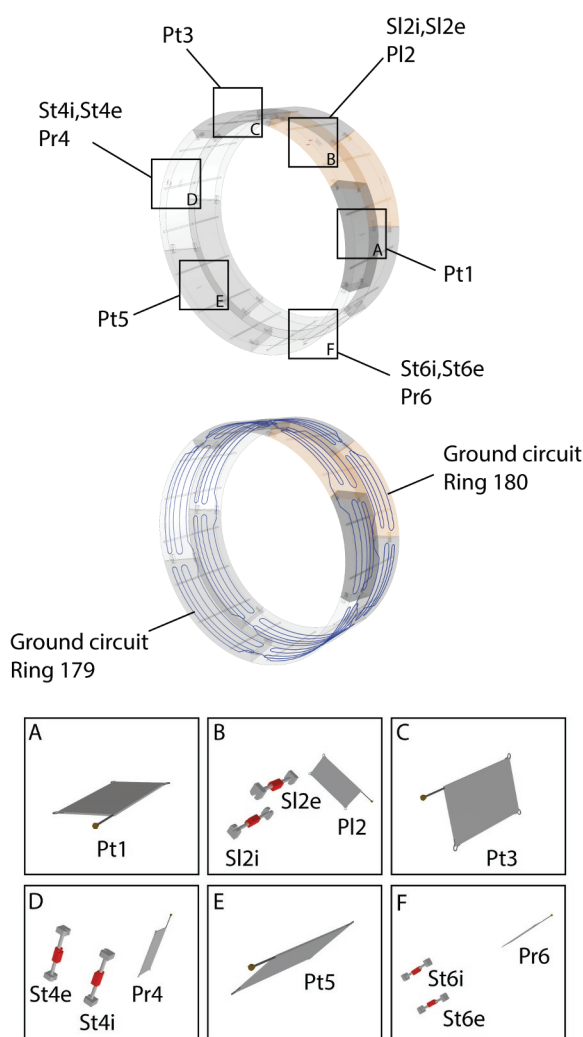 Pt3
Sl2i,Sl2e
Pl2
St4i,St4e
Pr4
C
B
D
A
Pt1
E
Pt5
F
St6i,St6e
Pr6
Ground circuit
Ring 180
Ground circuit
Ring 179
A
Pt1
B
Sl2e
Pl2
Sl2i
C
Pt3
D
St4e
Pr4
St4i
E
Pt5
F
Pr6
St6i
St6e